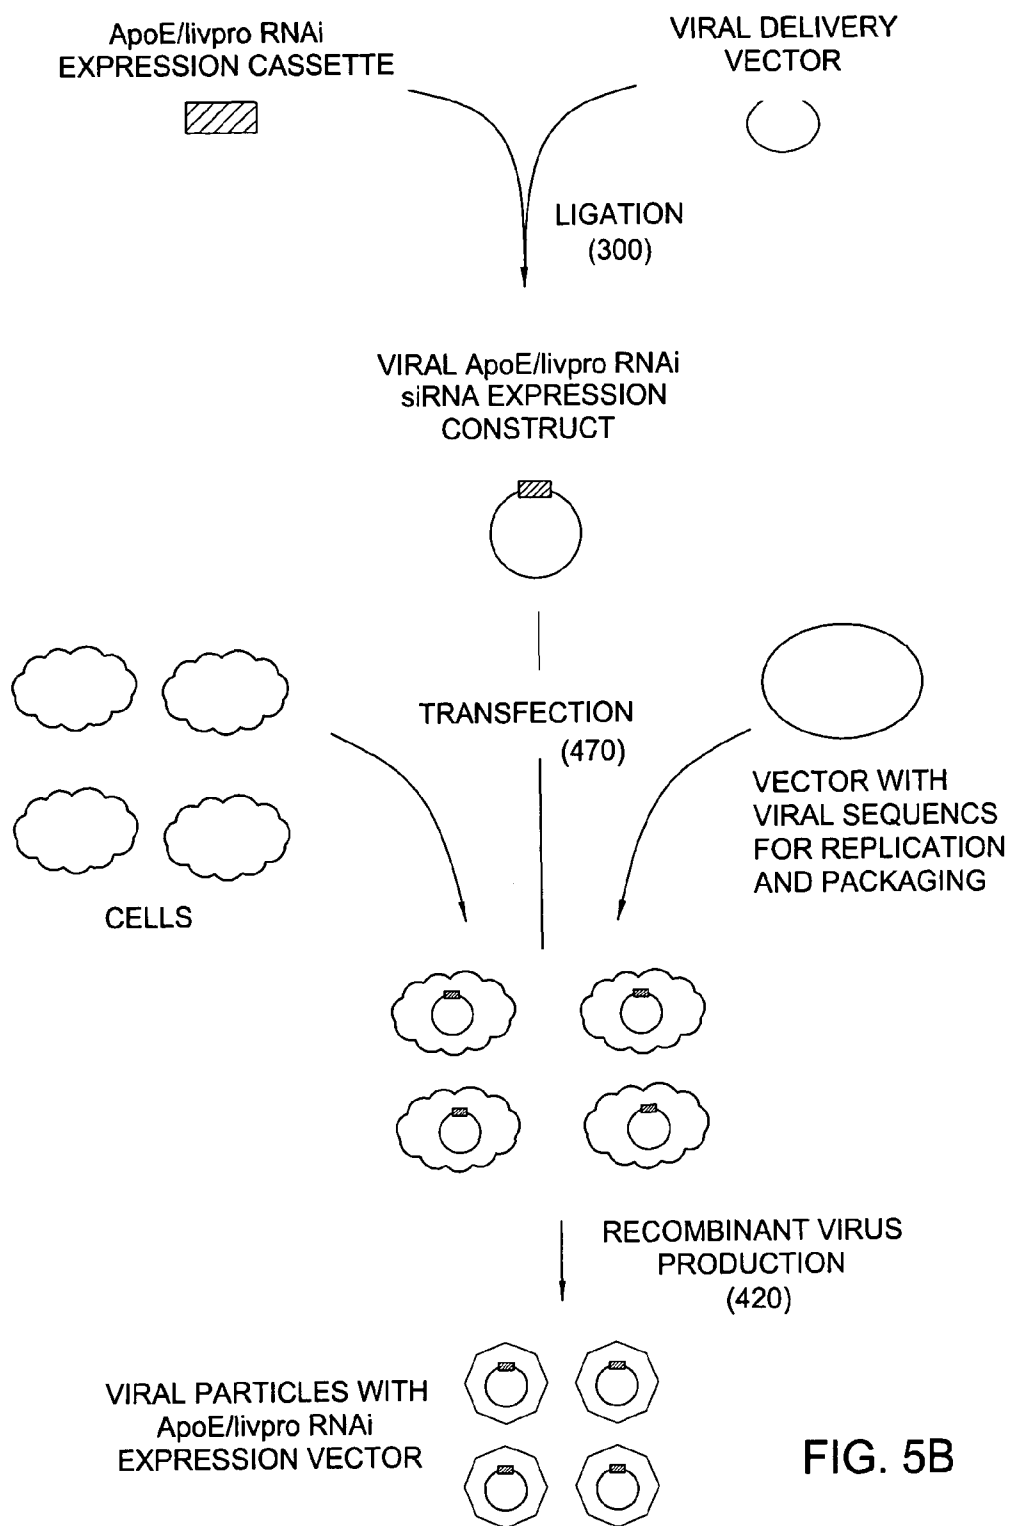 ApoE/livpro RNAi
EXPRESSION CASSETTE
VIRAL DELIVERY
VECTOR
LIGATION
(300)
VIRAL ApoE/livpro RNAi
siRNA EXPRESSION
CONSTRUCT
TRANSFECTION
(470)
CELLS
VECTOR WITH
VIRAL SEQUENCS
FOR REPLICATION
AND PACKAGING
RECOMBINANT VIRUS
PRODUCTION
(420)
VIRAL PARTICLES WITH
ApoE/livpro RNAi
EXPRESSION VECTOR
FIG. 5B